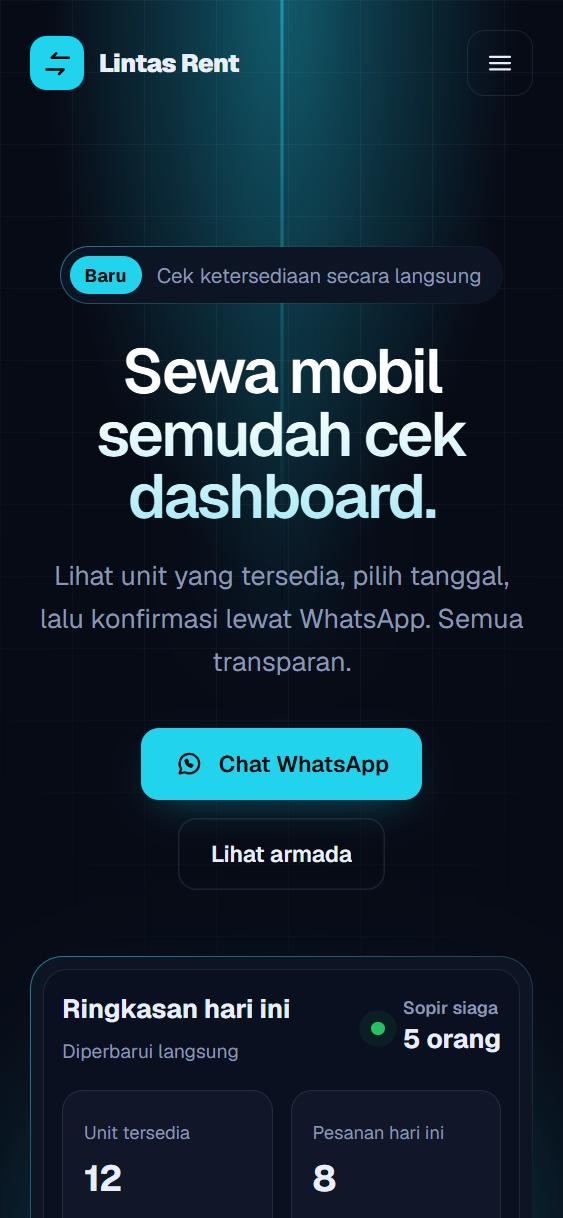 Lintas Rent
Baru Cek ketersediaan secara langsung
Sewa mobil
semudah cek
dashboard.
Lihat unit yang tersedia, pilih tanggal,
lalu konfirmasi lewat WhatsApp. Semua
transparan.
Chat WhatsApp
Lihat armada
Ringkasan hari ini
Diperbarui langsung
Sopir siaga
5 orang
Unit tersedia
12
Pesanan hari ini
8